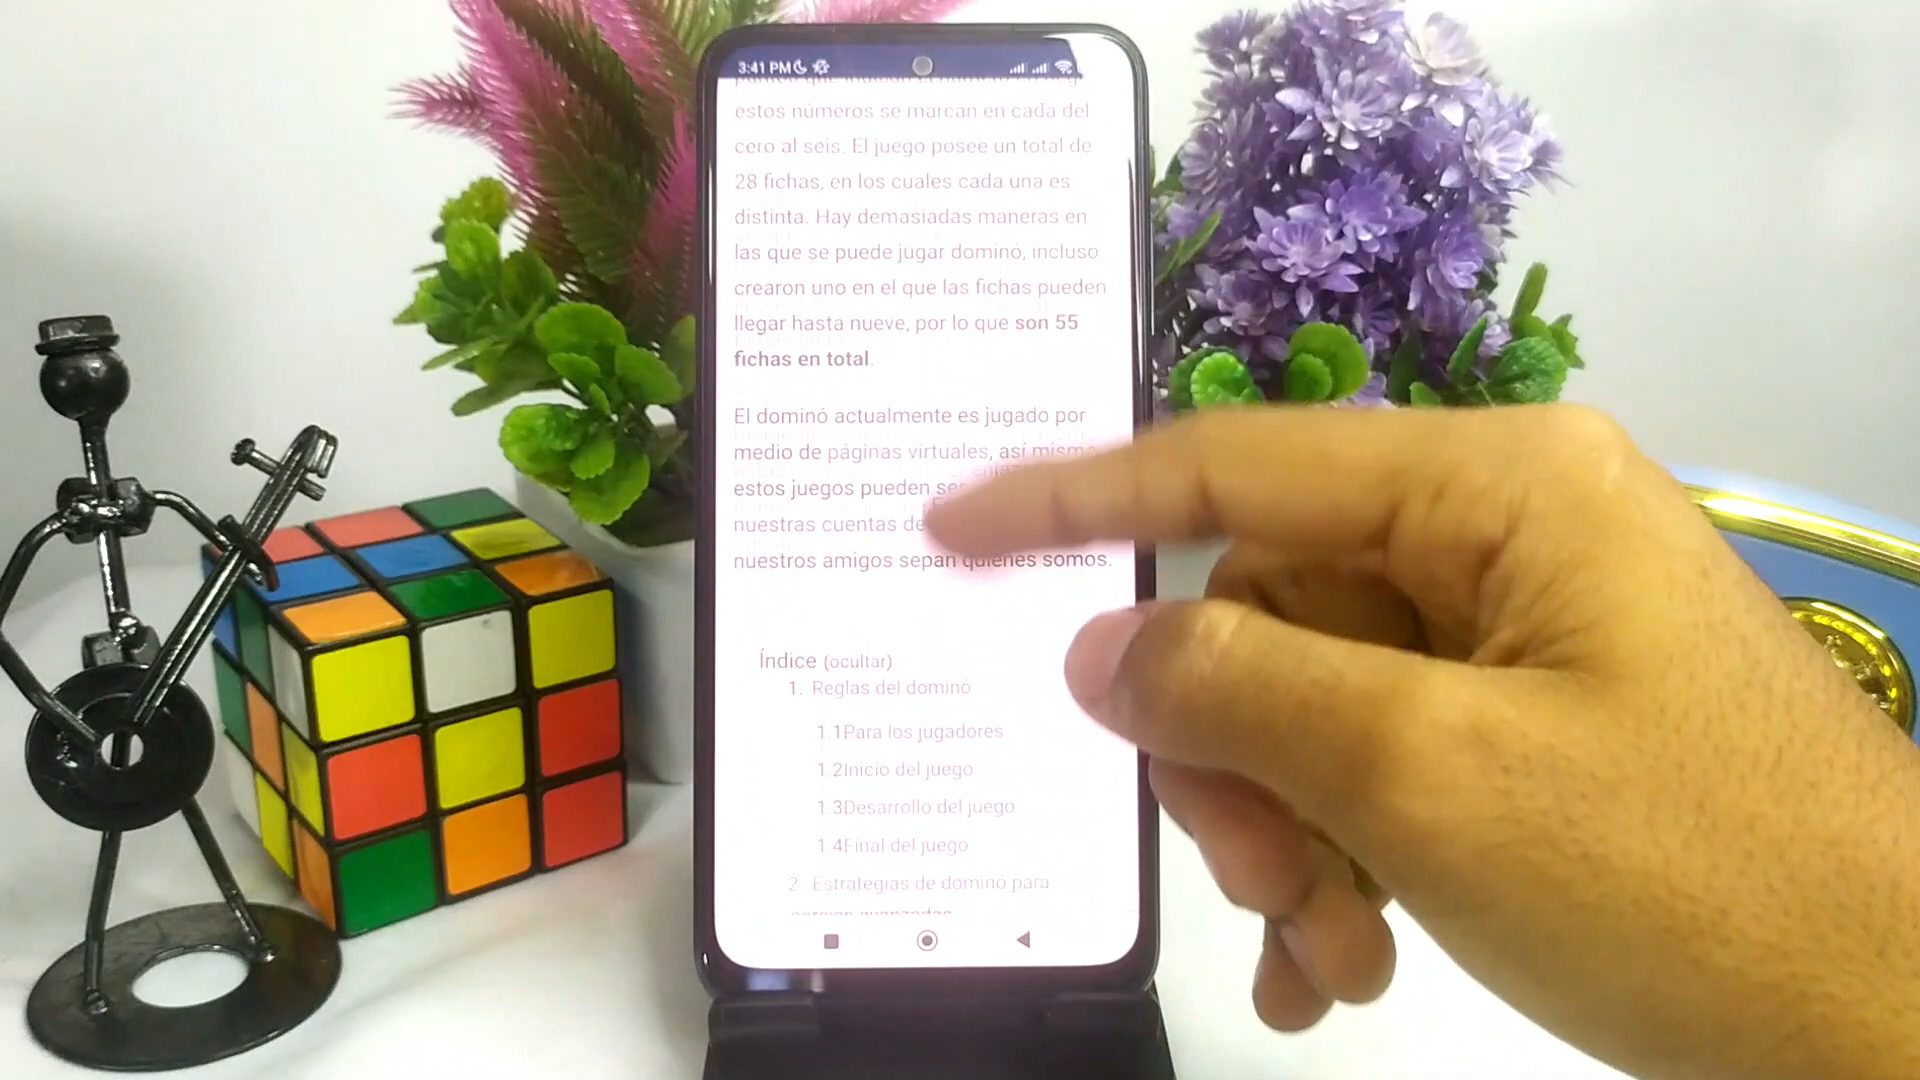 3:41 PM
estos números se marcan en cada del
cero al seis. El juego posee un total de
28 fichas, en los cuales cada una es
distinta. Hay demasiadas maneras en
las que se puede jugar dominó, incluso
crearon uno en el que las fichas pueden
llegar hasta nueve, por lo que son 55
fichas en total.
El dominó actualmente es jugado por
medio de páginas virtuales, así mismo
estos juegos pueden ser
nuestras cuentas de
nuestros amigos sepan quienes somos.
Índice (ocultar)
1. Reglas del dominó
1.1Para los jugadores
1.2Inicio del juego
1.3Desarrollo del juego
1.4Final del juego
2. Estrategias de dominó para